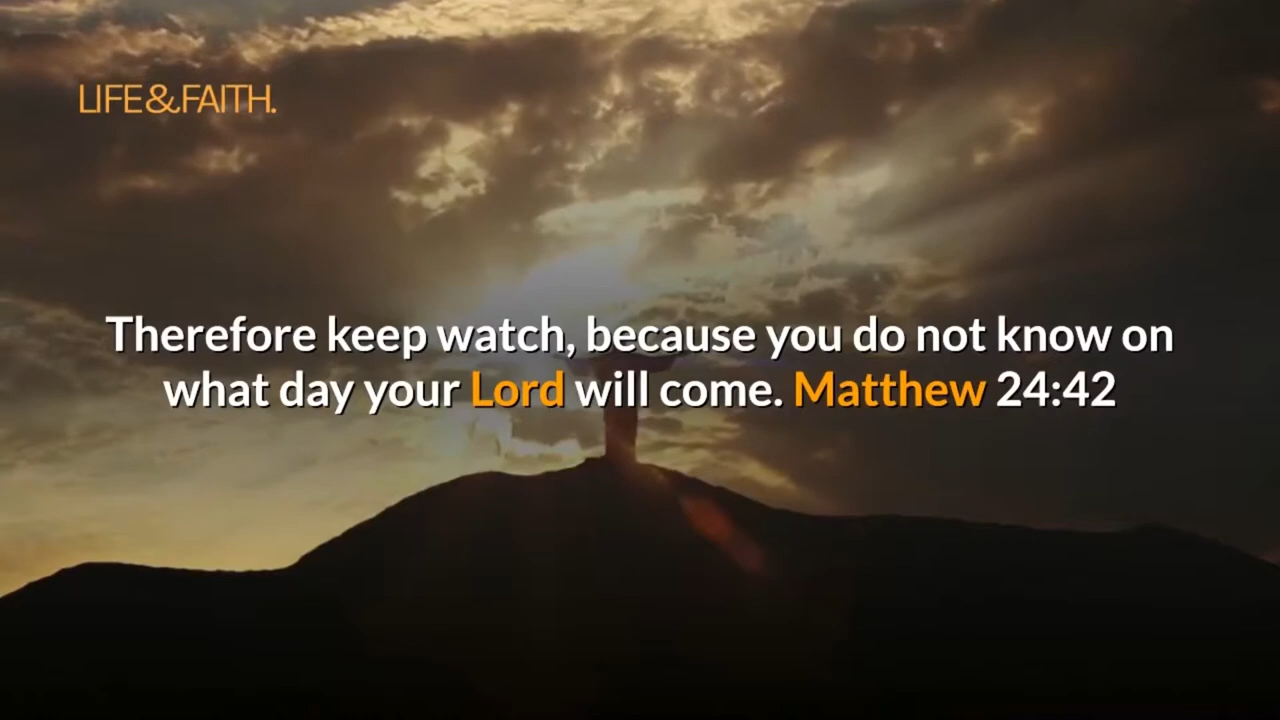 LIFE&FAITH.
Therefore keep watch, because you do not know on
what day your Lord will come. Matthew 24:42